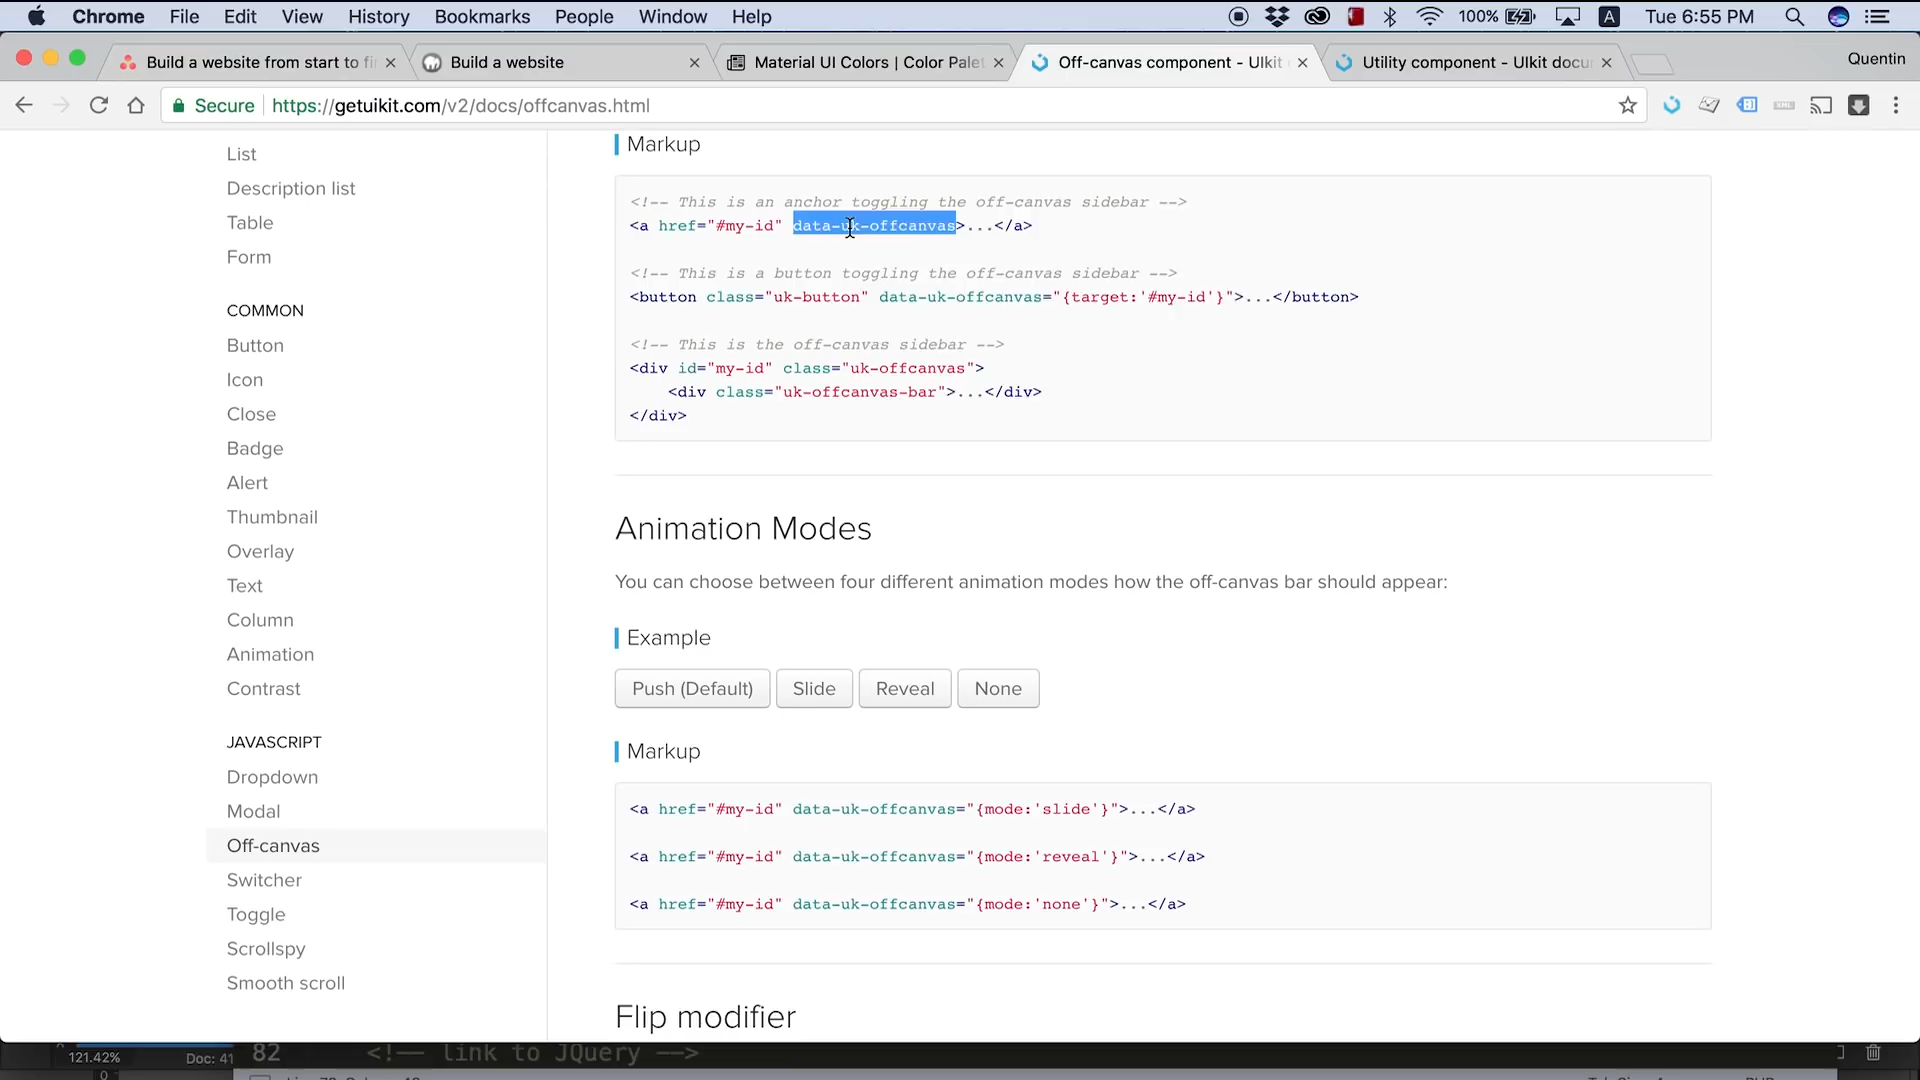 Chrome File Edit View History Bookmarks People Window Help 100% A Tue 6:55 PM
Build a website from start to fi
Build a website
Material UI Colors | Color Palet
Off-canvas component - UIkit
Utility component - UIkit docu
Quentin
Secure https://getuikit.com/v2/docs/offcanvas.html
List
Description list
Table
Form
COMMON
Button
Icon
Close
Badge
Alert
Thumbnail
Overlay
Text
Column
Animation
Contrast
JAVASCRIPT
Dropdown
Modal
Off-canvas
Switcher
Toggle
Scrollspy
Smooth scroll
Markup
<!-- This is an anchor toggling the off-canvas sidebar -->
<a href="#my-id" data-uk-offcanvas>...</a>
<!-- This is a button toggling the off-canvas sidebar -->
<button class="uk-button" data-uk-offcanvas="{target:'#my-id'}">...</button>
<!-- This is the off-canvas sidebar -->
<div id="my-id" class="uk-offcanvas">
<div class="uk-offcanvas-bar">...</div>
</div>
Animation Modes
You can choose between four different animation modes how the off-canvas bar should appear:
Example
Push (Default) Slide Reveal None
Markup
<a href="#my-id" data-uk-offcanvas="{mode:'slide'}">...</a>
<a href="#my-id" data-uk-offcanvas="{mode:'reveal'}">...</a>
<a href="#my-id" data-uk-offcanvas="{mode:'none'}">...</a>
Flip modifier
121.42% Doc: 41 82 <!-- link to JQuery -->
0